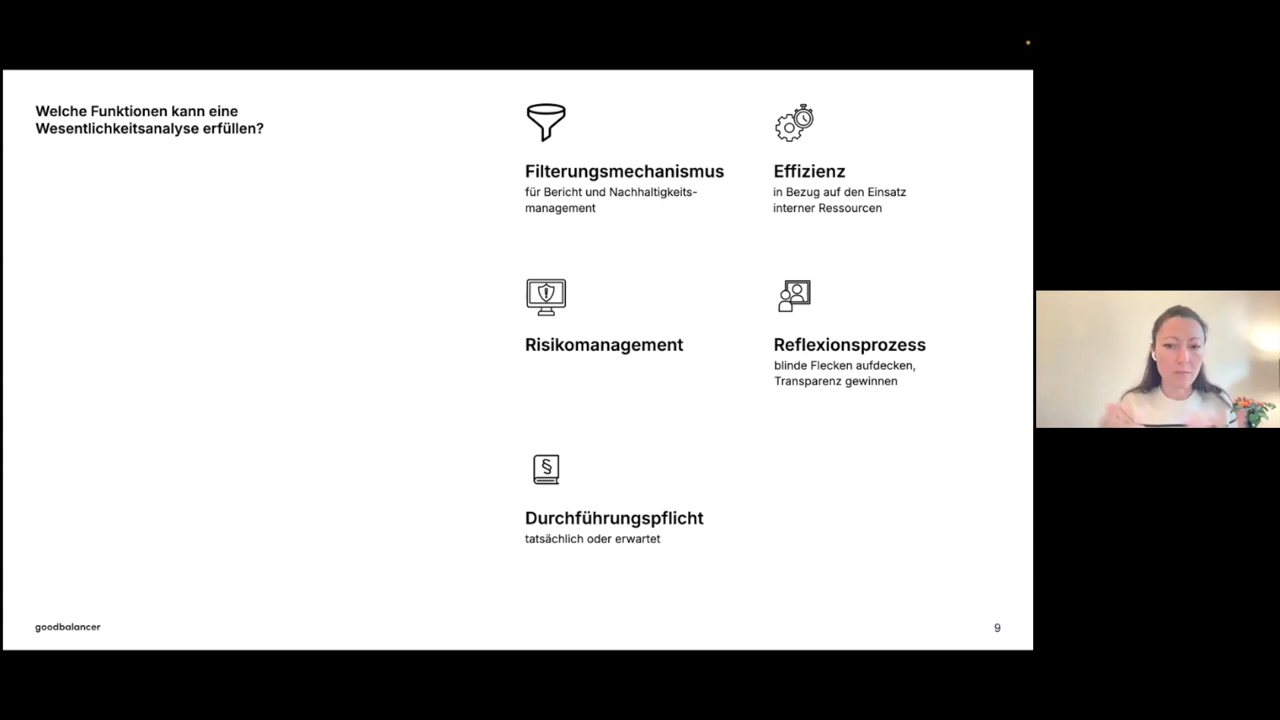 Welche Funktionen kann eine
Wesentlichkeitsanalyse erfüllen?
Filterungsmechanismus
für Bericht und Nachhaltigkeits-
management
Effizienz
in Bezug auf den Einsatz
interner Ressourcen
Risikomanagement
Reflexionsprozess
blinde Flecken aufdecken,
Transparenz gewinnen
§
Durchführungspflicht
tatsächlich oder erwartet
goodbalancer
9